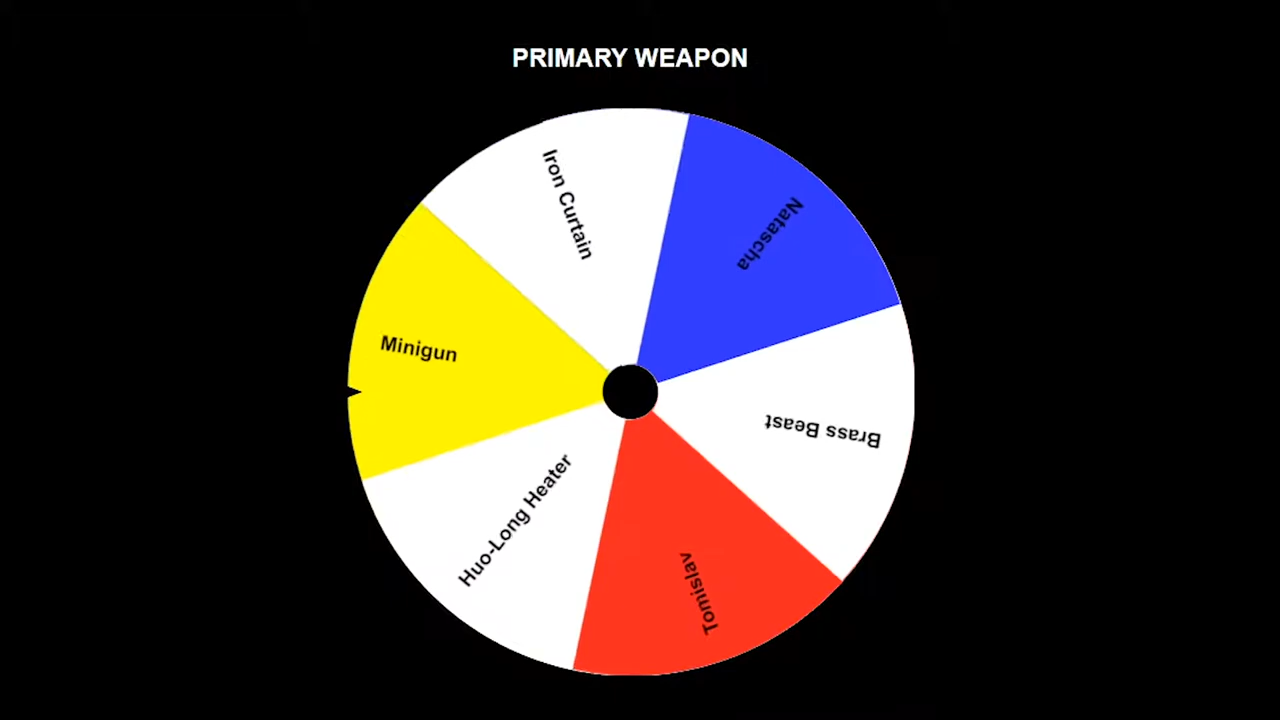 PRIMARY WEAPON
Iron Curtain
Natascha
Minigun
Brass Beast
Huo-Long Heater
Tomislav